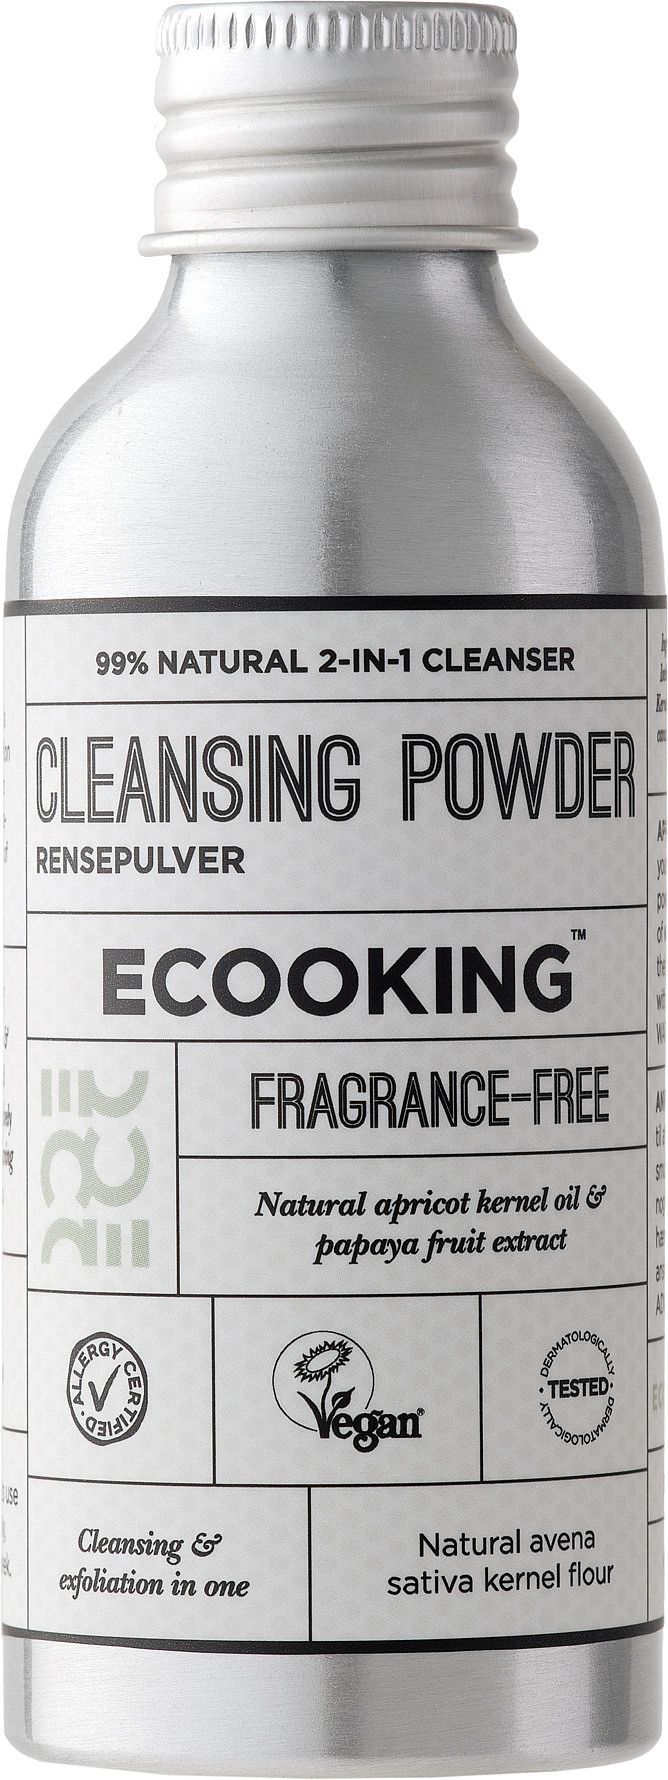 99% NATURAL 2-IN-1 CLEANSER
CLEANSING POWDER
RENSEPULVER
ECOOKING™
FRAGRANCE-FREE
Natural apricot kernel oil &
papaya fruit extract
ALLERGY CERTIFIED
Vegan®
DERMATOLOGICALLY
TESTED
DERMATOLOGICALLY
Cleansing &
exfoliation in one
Natural avena
sativa kernel flour